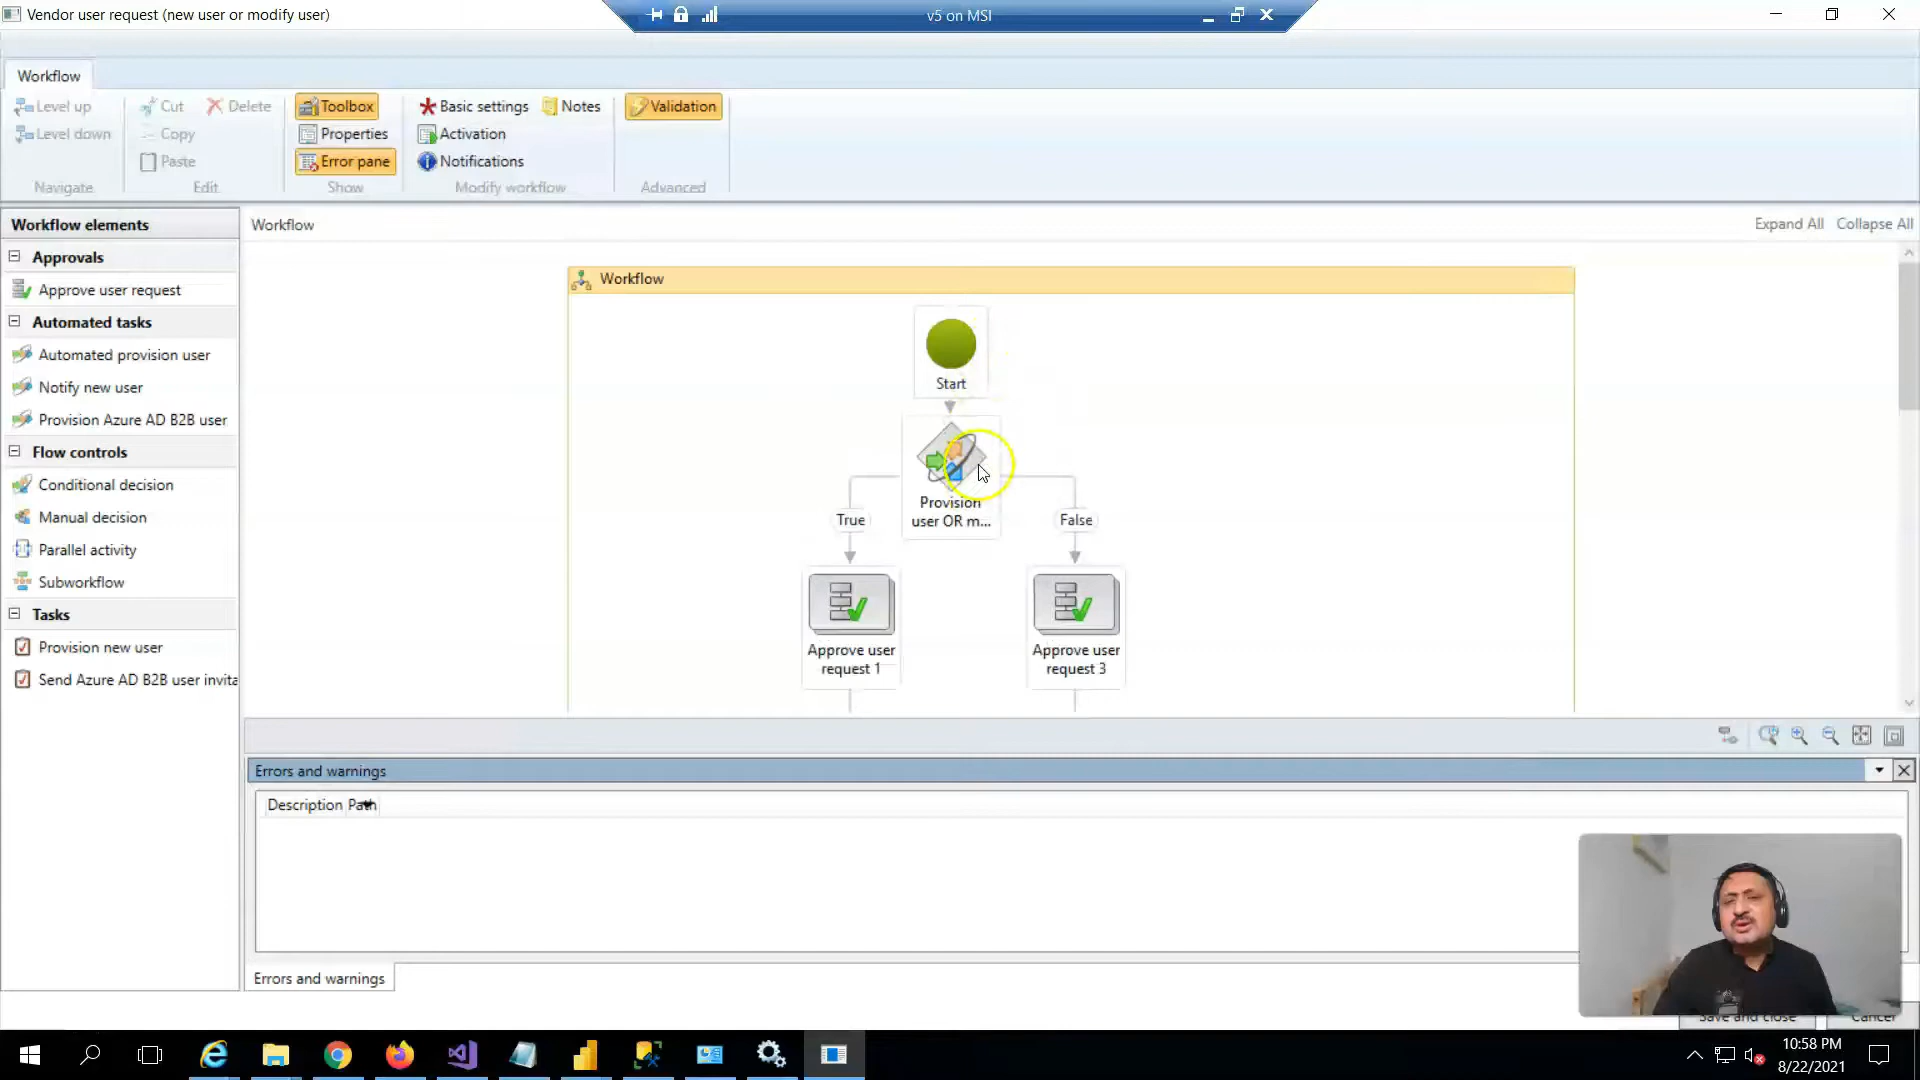 Vendor user request (new user or modify user)
v5 on MSI
Workflow
Level up
Level down
Navigate
Cut
Delete
Copy
Paste
Edit
Toolbox
Properties
Error pane
Show
Basic settings
Notes
Activation
Notifications
Modify workflow
Validation
Advanced
Workflow elements
Approvals
Approve user request
Automated tasks
Automated provision user
Notify new user
Provision Azure AD B2B user
Flow controls
Conditional decision
Manual decision
Parallel activity
Subworkflow
Tasks
Provision new user
Send Azure AD B2B user invita
Workflow
Expand All
Collapse All
Workflow
Start
Provision
user OR m...
True
False
Approve user
request 1
Approve user
request 3
Errors and warnings
Description Path
Errors and warnings
Save and close
Cancel
10:58 PM
8/22/2021